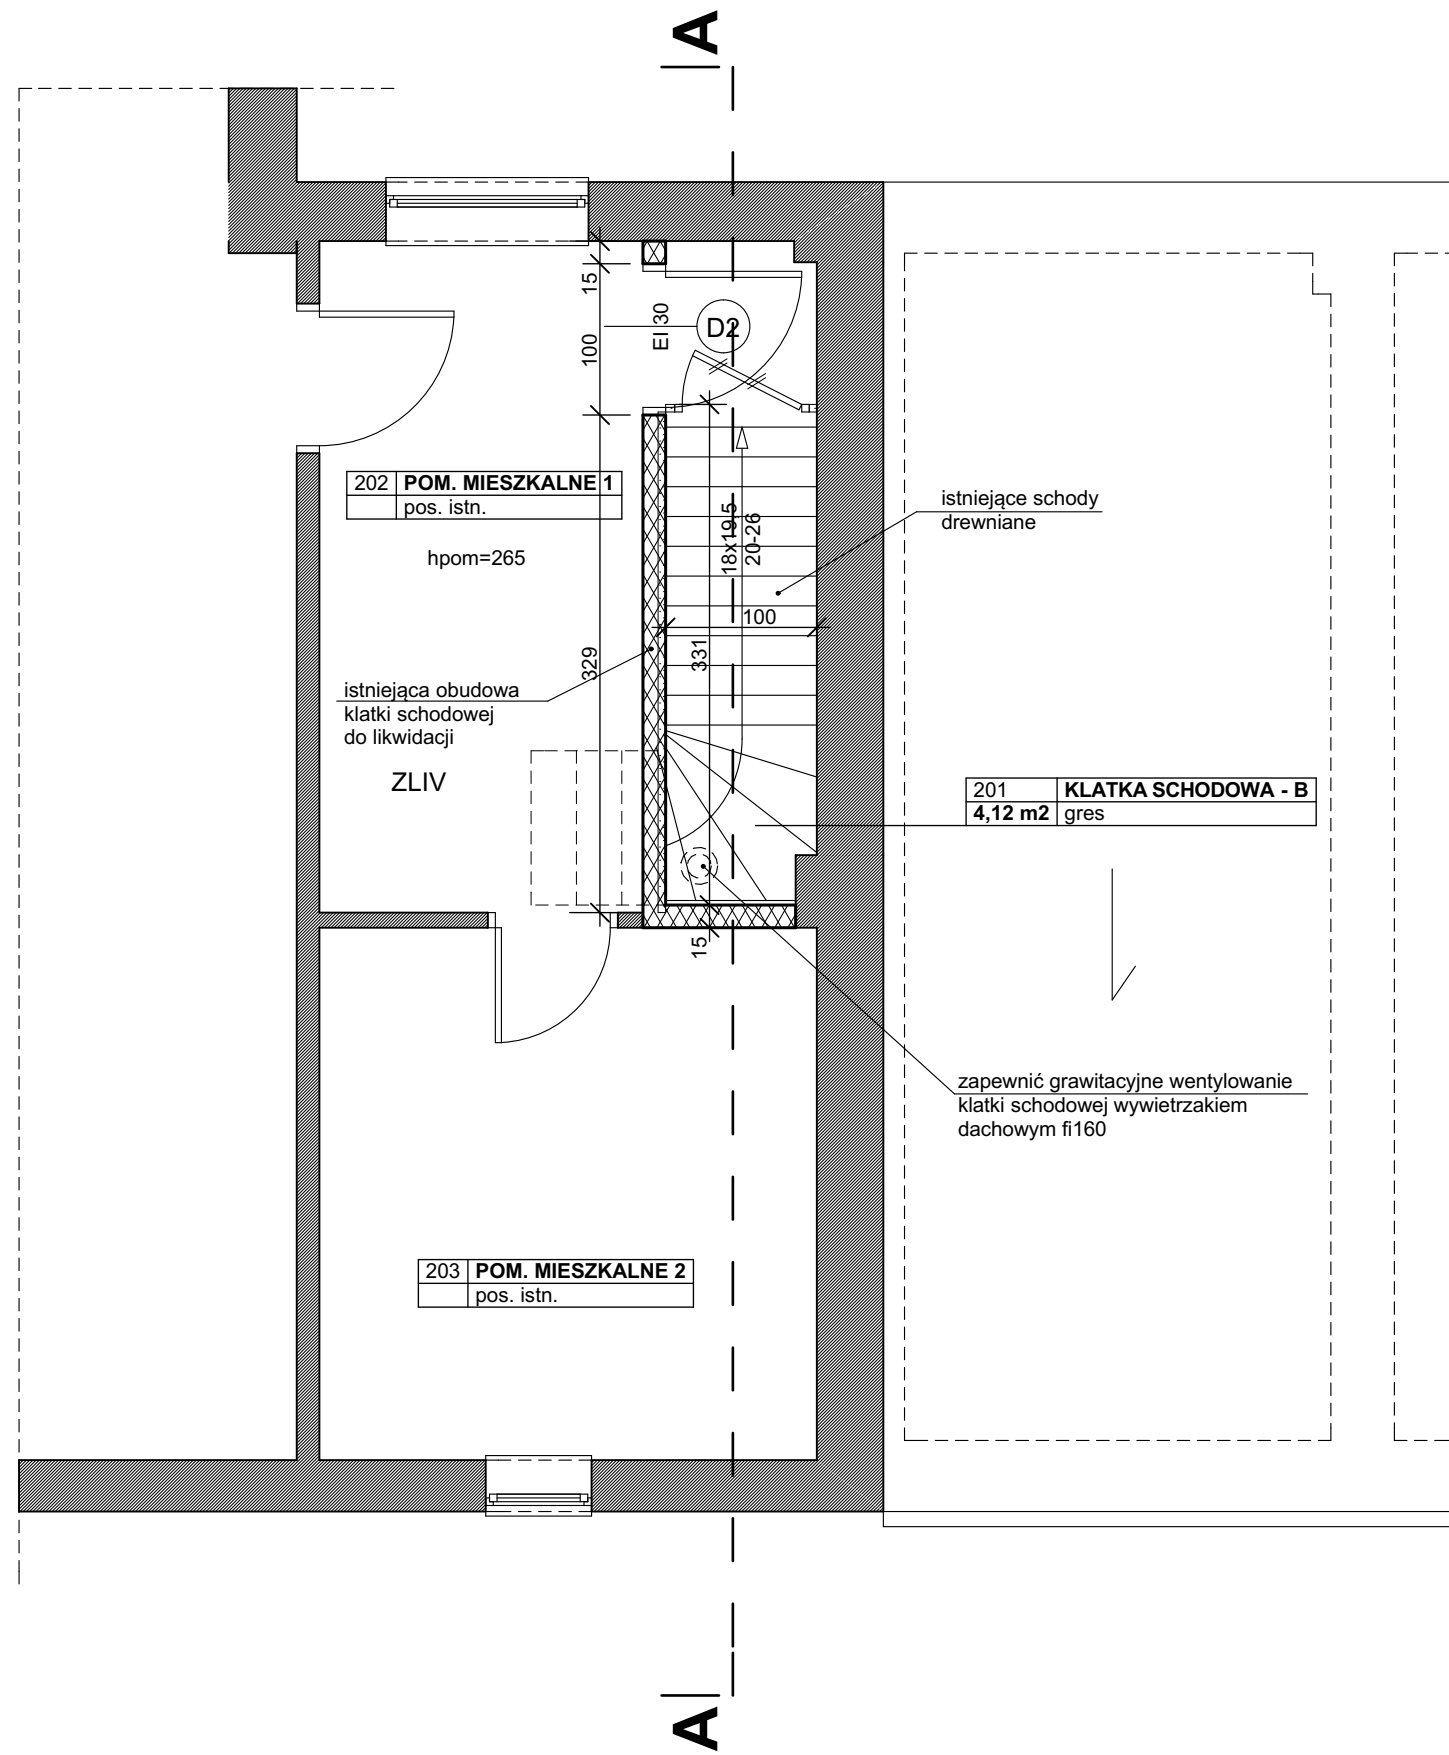 A
15
100
EI 30
D2
202 POM. MIESZKALNE 1
pos. istn.
hpom=265
18x19,5
20-26
istniejące schody
drewniane
100
329
331
istniejąca obudowa
klatki schodowej
do likwidacji
ZLIV
201 KLATKA SCHODOWA - B
4,12 m2 gres
15
zapewnić grawitacyjne wentylowanie
klatki schodowej wywietrzakiem
dachowym fi160
203 POM. MIESZKALNE 2
pos. istn.
A